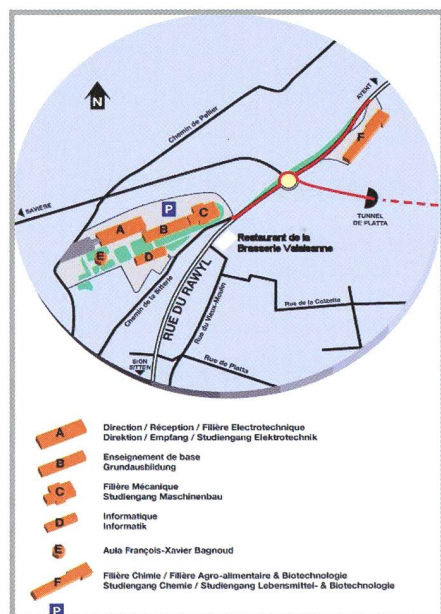 N
AYENT
Chemin de Pellier
F
SAVIESE
P
C
A
B
TUNNEL
DE PLATTA
E
D
Restaurant de la
Brasserie Valaisanne
Chemin de la Bitterie
RUE DU RAWYL
Rue du Vieux-Moulin
Rue de la Colzette
Rue de Platta
SION
SITTEN
A
Direction / Réception / Filière Electrotechnique
Direktion / Empfang / Studiengang Elektrotechnik
B
Enseignement de base
Grundausbildung
C
Filière Mécanique
Studiengang Maschinenbau
D
Informatique
Informatik
E
Aula François-Xavier Bagnoud
F
Filière Chimie / Filière Agro-alimentaire & Biotechnologie
Studiengang Chemie / Studiengang Lebensmittel- & Biotechnologie
P